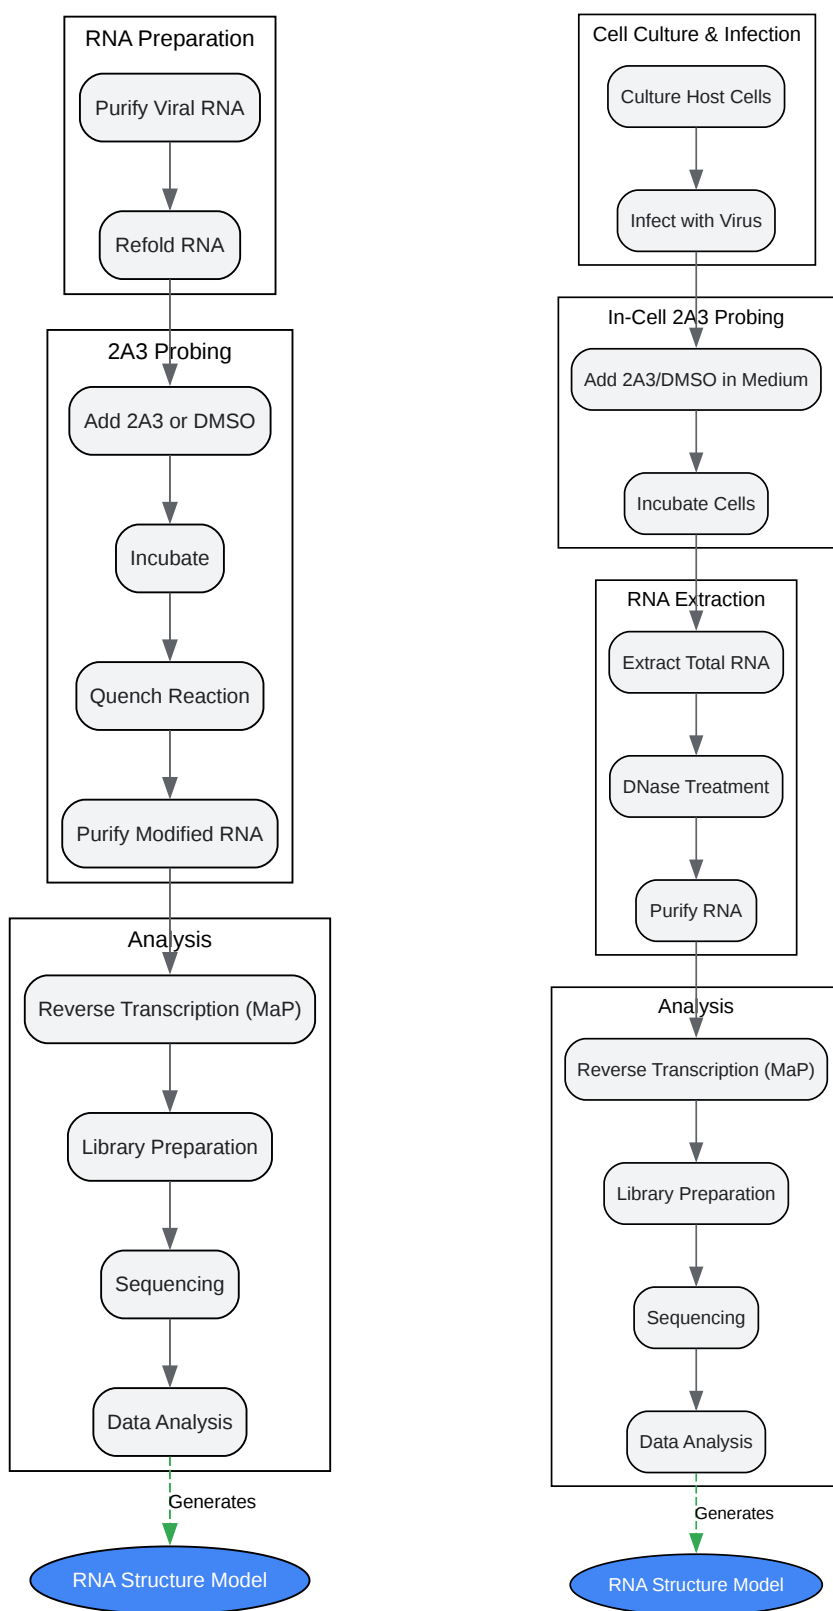 RNA Preparation
Purify Viral RNA
Refold RNA
2A3 Probing
Add 2A3 or DMSO
Incubate
Quench Reaction
Purify Modified RNA
Analysis
Reverse Transcription (MaP)
Library Preparation
Sequencing
Data Analysis
Generates
RNA Structure Model
Cell Culture & Infection
Culture Host Cells
Infect with Virus
In-Cell 2A3 Probing
Add 2A3/DMSO in Medium
Incubate Cells
RNA Extraction
Extract Total RNA
DNase Treatment
Purify RNA
Analysis
Reverse Transcription (MaP)
Library Preparation
Sequencing
Data Analysis
Generates
RNA Structure Model